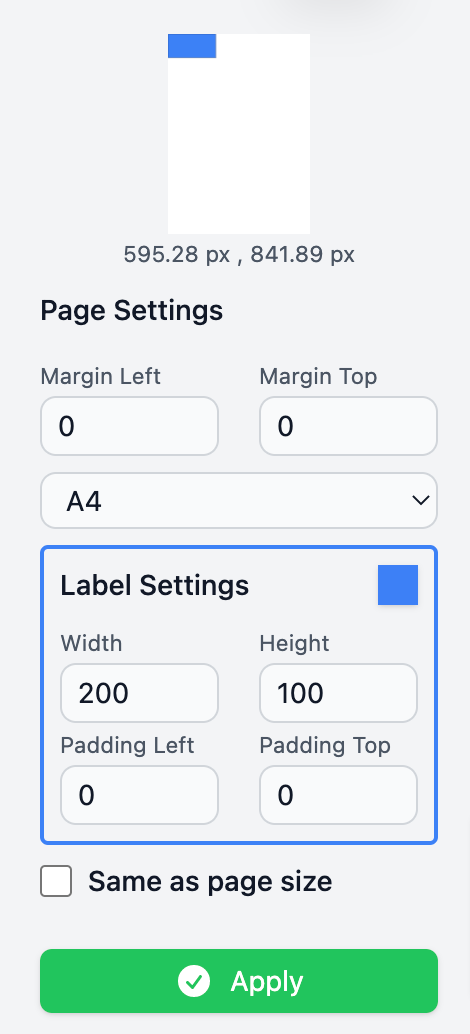 595.28 px , 841.89 px
Page Settings
Margin Left Margin Top
0 0
A4
Label Settings
Width Height
200 100
Padding Left Padding Top
0 0
Same as page size
Apply